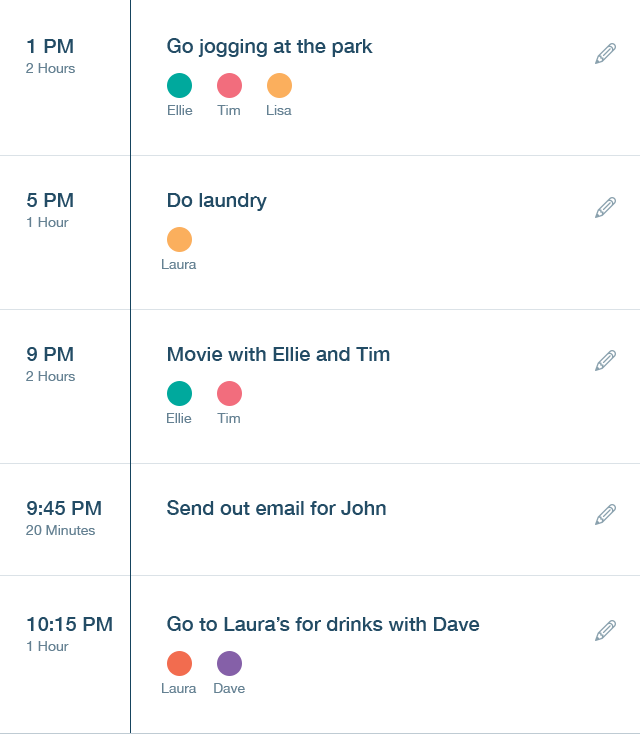 1 PM
2 Hours
Go jogging at the park
Ellie Tim Lisa
5 PM
1 Hour
Do laundry
Laura
9 PM
2 Hours
Movie with Ellie and Tim
Ellie Tim
9:45 PM
20 Minutes
Send out email for John
10:15 PM
1 Hour
Go to Laura’s for drinks with Dave
Laura Dave